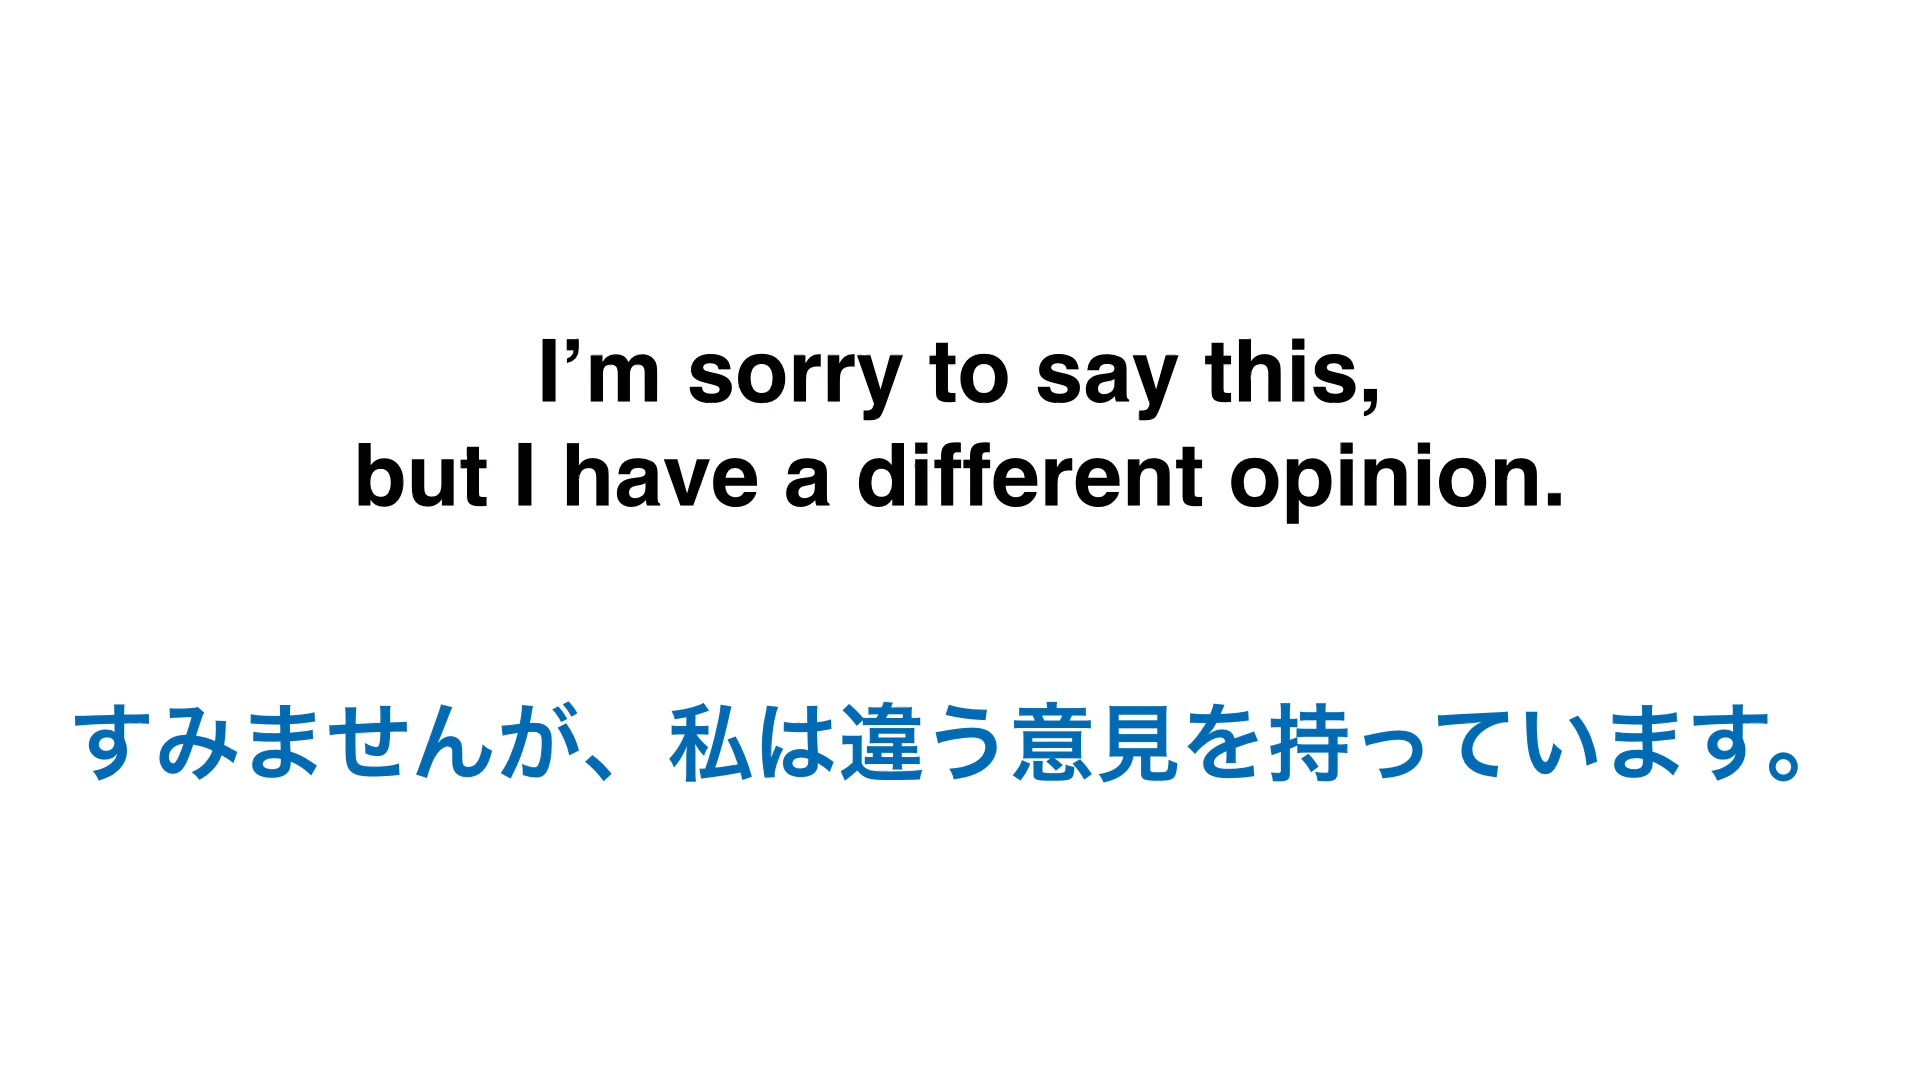 I’m sorry to say this,
but I have a different opinion.
すみませんが、私は違う意見を持っています。